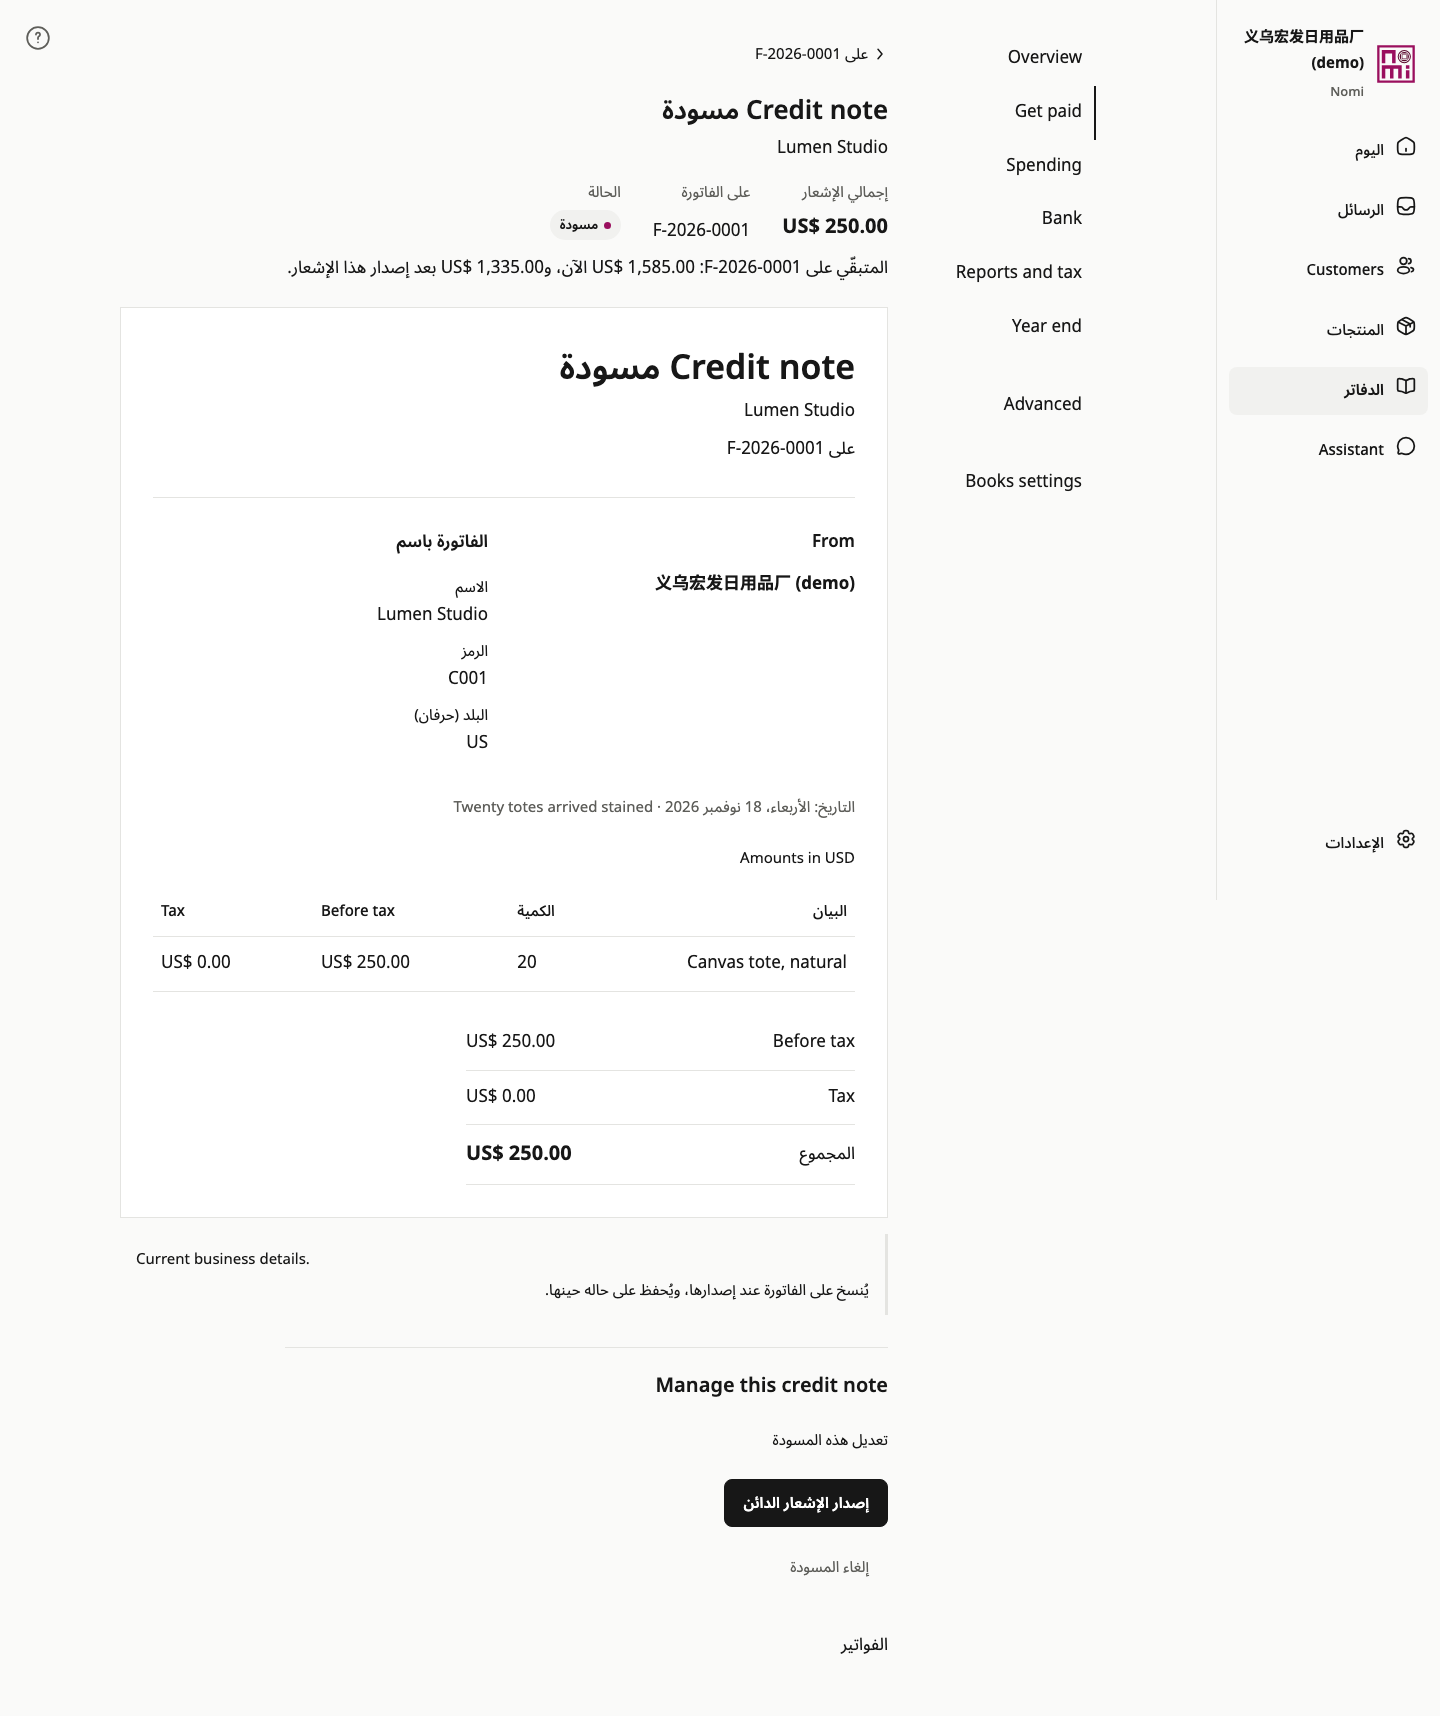 义乌宏发日用品厂
(demo)
Nomi
اليوم
الرسائل
Customers
المنتجات
الدفاتر
Assistant
الإعدادات
Overview
Get paid
Spending
Bank
Reports and tax
Year end
Advanced
Books settings
على F-2026-0001
Credit note مسودة
Lumen Studio
إجمالي الإشعار
على الفاتورة
الحالة
US$ 250.00
F-2026-0001
مسودة
المتبقّي على F-2026-0001: US$ 1,585.00 الآن، وUS$ 1,335.00 بعد إصدار هذا الإشعار.
Credit note مسودة
Lumen Studio
على F-2026-0001
From
义乌宏发日用品厂 (demo)
الفاتورة باسم
الاسم
Lumen Studio
الرمز
C001
البلد (حرفان)
US
التاريخ: الأربعاء، 18 نوفمبر 2026 · Twenty totes arrived stained
Amounts in USD
البيان الكمية Before tax Tax
Canvas tote, natural 20 US$ 250.00 US$ 0.00
Before tax US$ 250.00
Tax US$ 0.00
المجموع US$ 250.00
Current business details.
يُنسخ على الفاتورة عند إصدارها، ويُحفظ على حاله حينها.
Manage this credit note
تعديل هذه المسودة
إصدار الإشعار الدائن
إلغاء المسودة
الفواتير